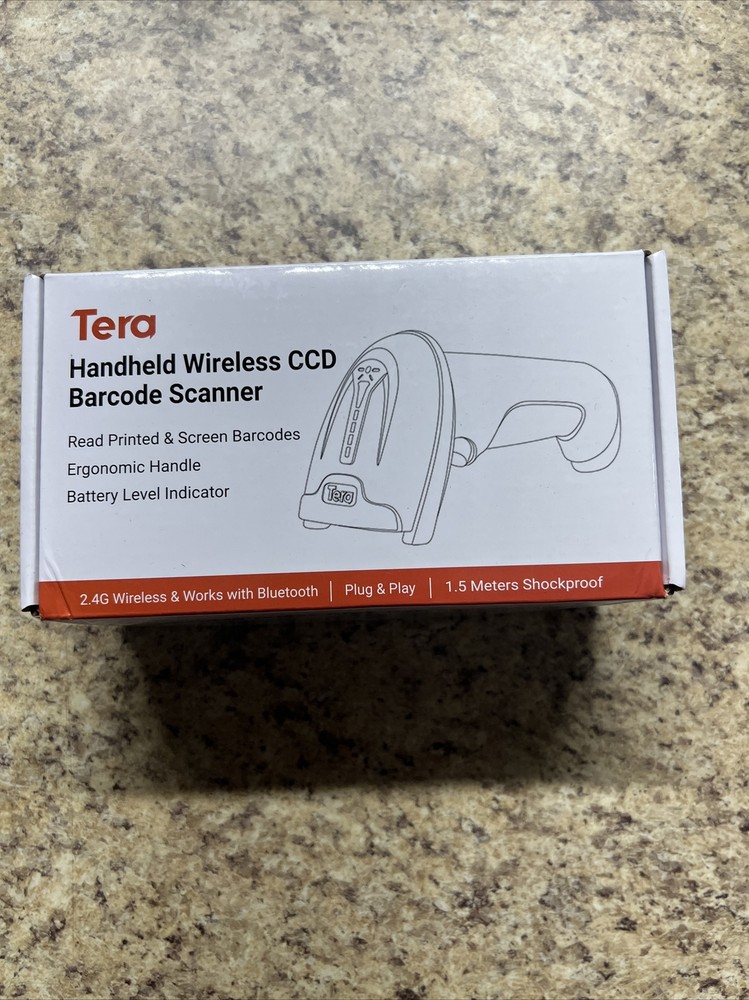 Tera
Handheld Wireless CCD
Barcode Scanner
Read Printed & Screen Barcodes
Ergonomic Handle
Battery Level Indicator
Tera
2.4G Wireless & Works with Bluetooth | Plug & Play | 1.5 Meters Shockproof